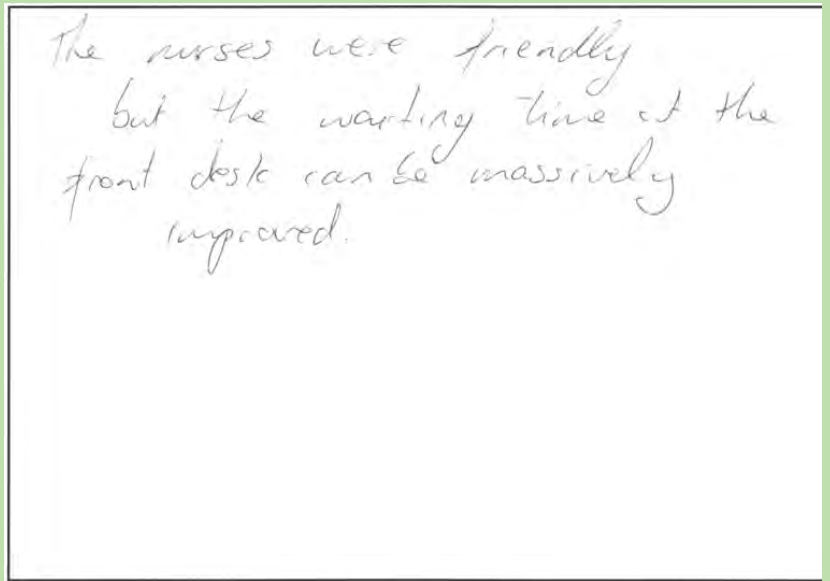 The nurses were friendly
but the waiting time at the
front desk can be massively
improved.